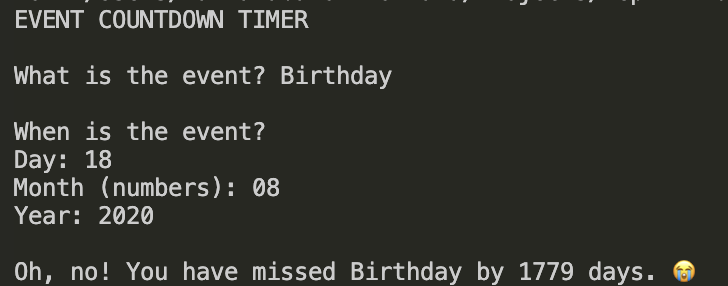 EVENT COUNTDOWN TIMER
What is the event? Birthday
When is the event?
Day: 18
Month (numbers): 08
Year: 2020
Oh, no! You have missed Birthday by 1779 days. 😭